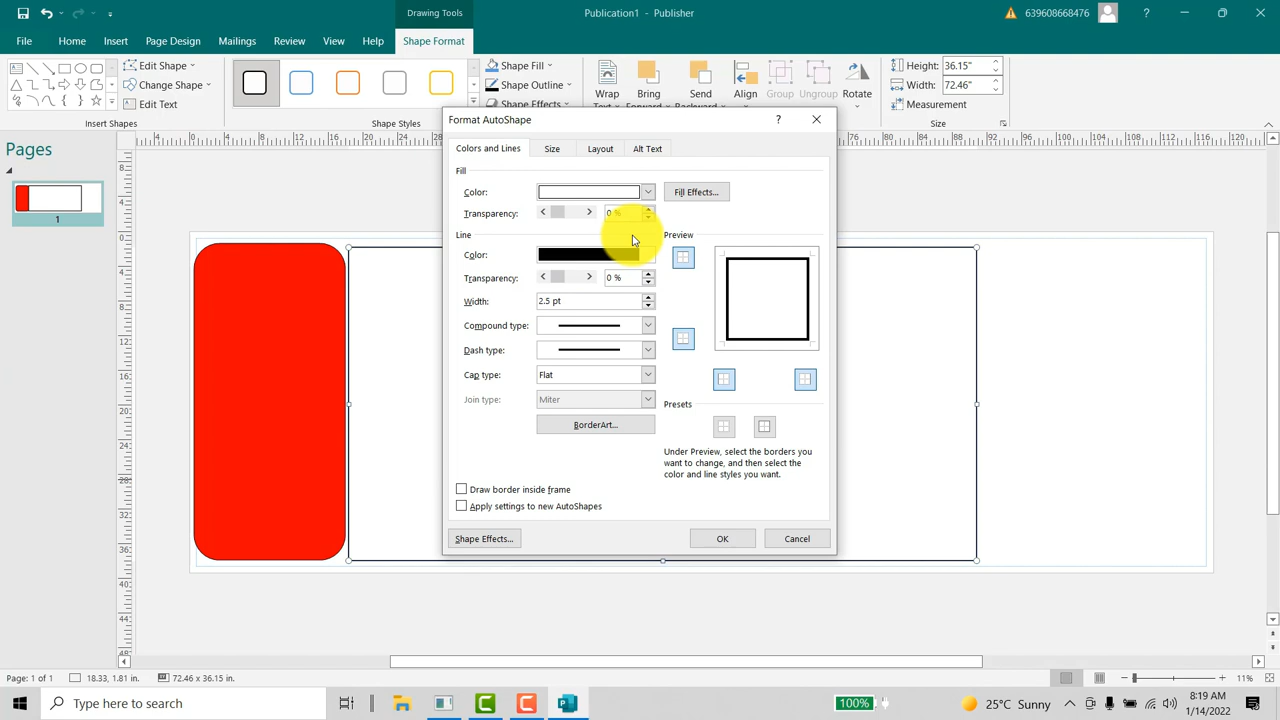 Drawing Tools
Publication1 - Publisher
639608668476
?
File
Home
Insert
Page Design
Mailings
Review
View
Help
Shape Format
Edit Shape
Change Shape
Edit Text
Insert Shapes
Shape Styles
Shape Fill
Shape Outline
Shape Effects
Wrap
Text
Bring
Forward
Send
Backward
Align
Group
Ungroup
Rotate
Height: 36.15"
Width: 72.46"
Measurement
Size
Pages
1
Format AutoShape
?
Colors and Lines
Size
Layout
Alt Text
Fill
Color:
Fill Effects...
Transparency:
0 %
Line
Preview
Color:
Transparency:
0 %
Width:
2.5 pt
Compound type:
Dash type:
Cap type:
Flat
Join type:
Miter
Presets
BorderArt...
Under Preview, select the borders you
want to change, and then select the
color and line styles you want.
Draw border inside frame
Apply settings to new AutoShapes
Shape Effects...
OK
Cancel
Page: 1 of 1
18.33, 1.81 in.
72.46 x 36.15 in.
11%
Type here to search
100%
25°C Sunny
8:19 AM
1/14/2022